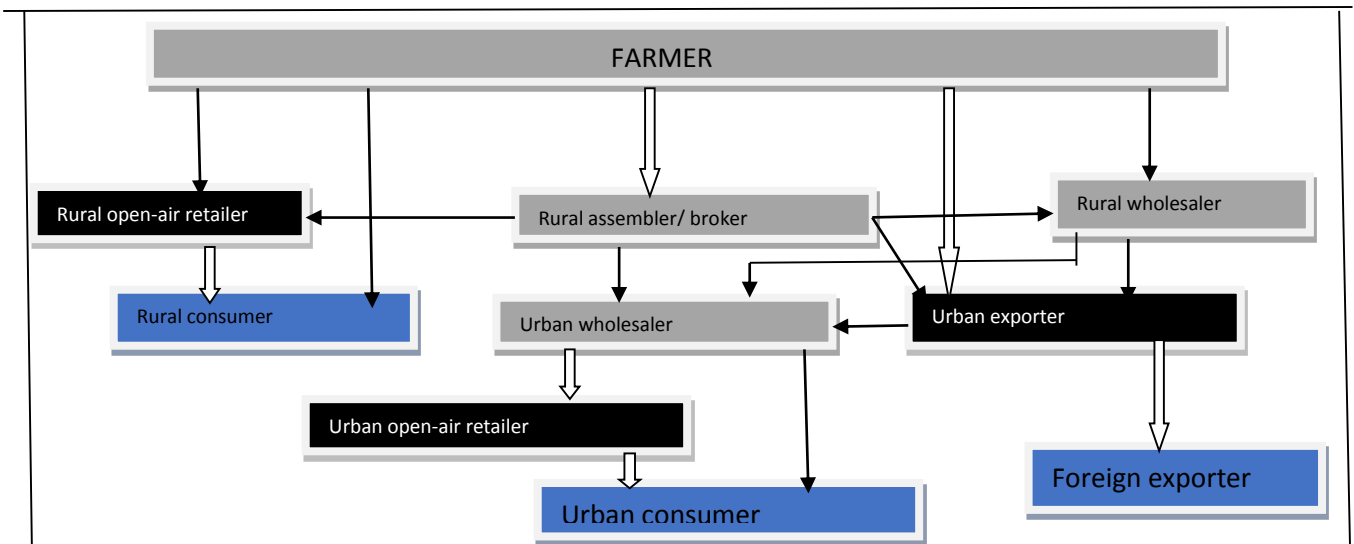 FARMER
Rural open-air retailer
Rural assembler/ broker
Rural wholesaler
Rural consumer
Urban wholesaler
Urban exporter
Urban open-air retailer
Foreign exporter
Urban consumer